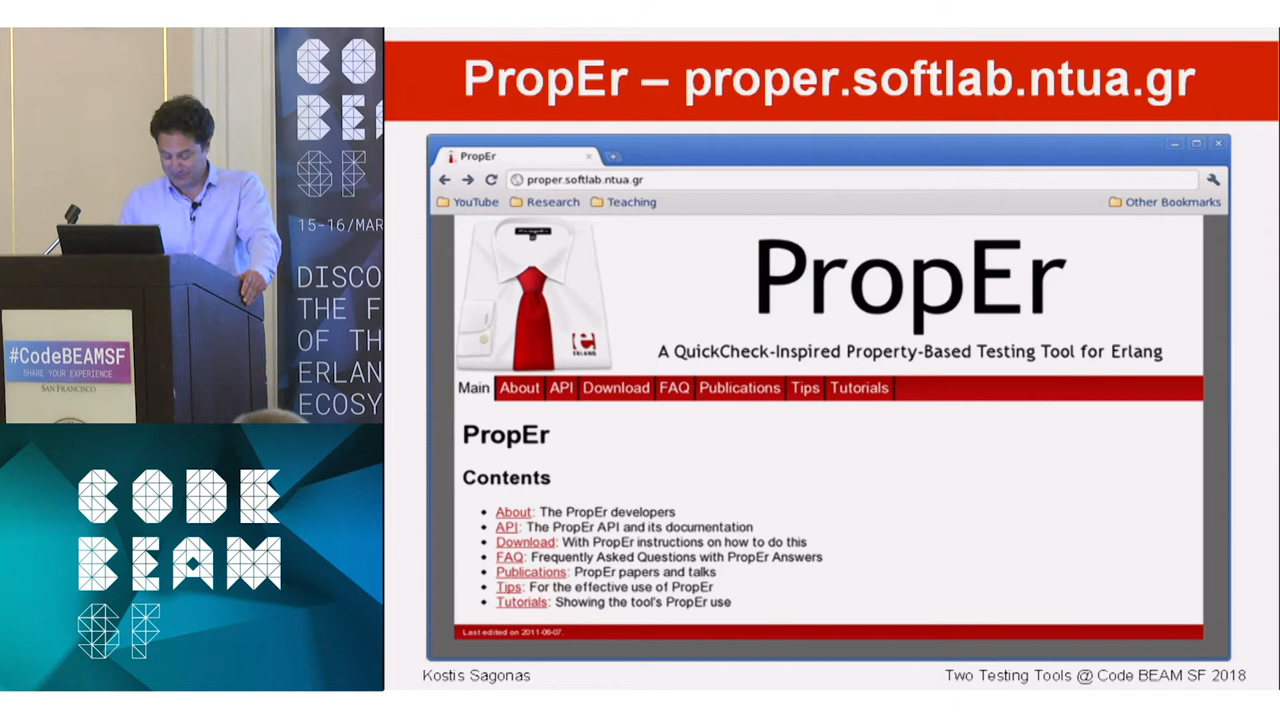 CO
BEA
SF
15-16/MAR
DISCO
THE F
OF TH
ERLAN
ECOSY
#CodeBEAMSF
SHARE YOUR EXPERIENCE
SAN FRANCISCO
CODE
BEAM
SF
PropEr – proper.softlab.ntua.gr
PropEr
proper.softlab.ntua.gr
YouTube Research Teaching Other Bookmarks
PropEr
ERLANG
PropEr
A QuickCheck-Inspired Property-Based Testing Tool for Erlang
Main About API Download FAQ Publications Tips Tutorials
PropEr
Contents
• About: The PropEr developers
• API: The PropEr API and its documentation
• Download: With PropEr instructions on how to do this
• FAQ: Frequently Asked Questions with PropEr Answers
• Publications: PropEr papers and talks
• Tips: For the effective use of PropEr
• Tutorials: Showing the tool's PropEr use
Last edited on 2011-06-07.
Kostis Sagonas Two Testing Tools @ Code BEAM SF 2018